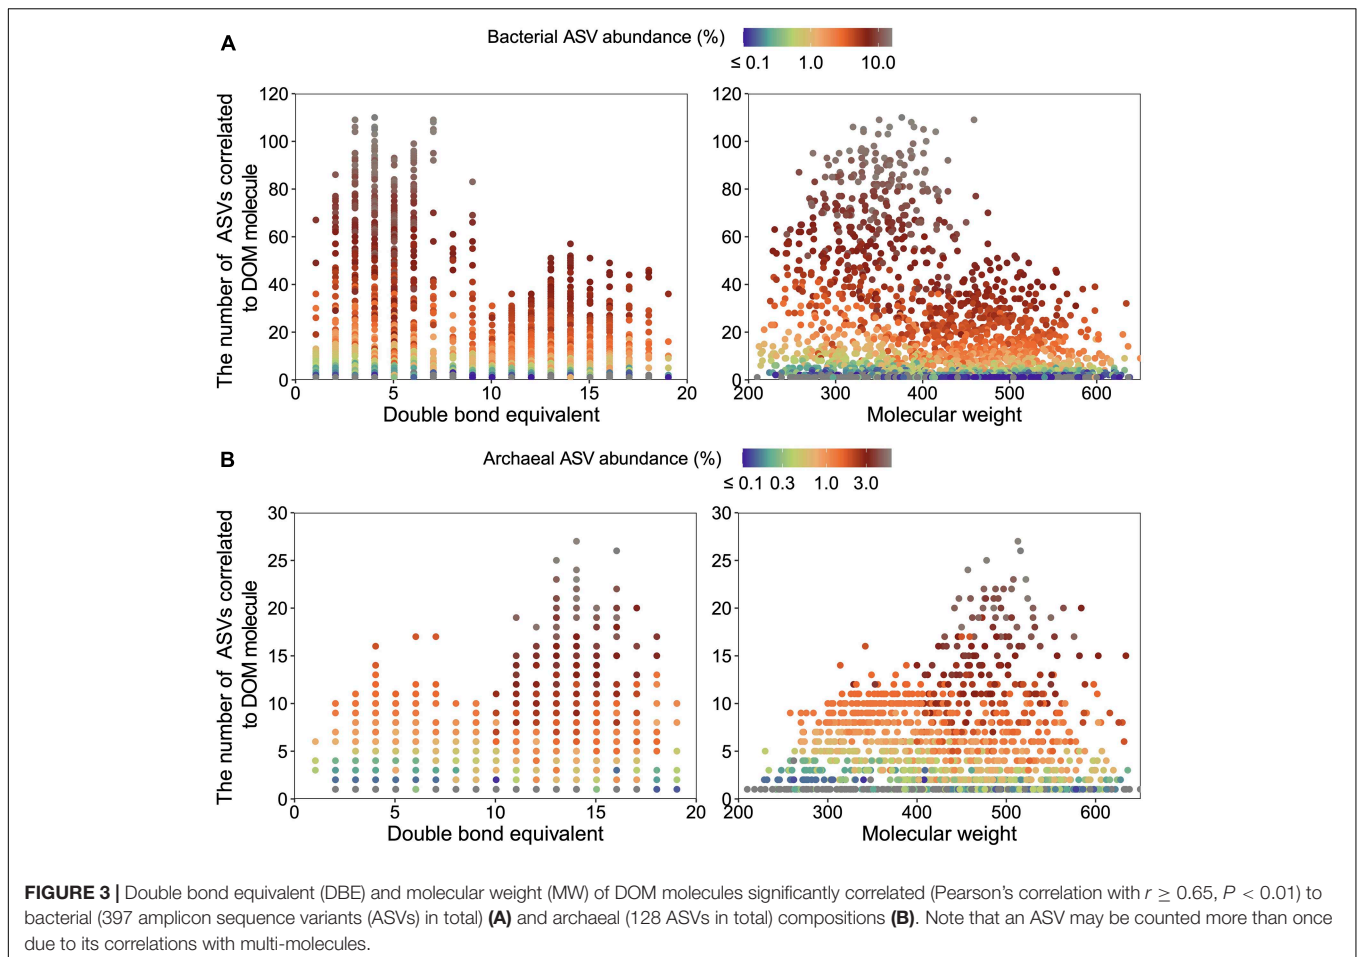 A
Bacterial ASV abundance (%)
≤ 0.1 1.0 10.0
The number of ASVs correlated
to DOM molecule
120
100
80
60
40
20
0
0 5 10 15 20
Double bond equivalent
120
100
80
60
40
20
0
200 300 400 500 600
Molecular weight
B
Archaeal ASV abundance (%)
≤ 0.1 0.3 1.0 3.0
The number of ASVs correlated
to DOM molecule
30
25
20
15
10
5
0
0 5 10 15 20
Double bond equivalent
30
25
20
15
10
5
0
200 300 400 500 600
Molecular weight
FIGURE 3 | Double bond equivalent (DBE) and molecular weight (MW) of DOM molecules significantly correlated (Pearson's correlation with r ≥ 0.65, P < 0.01) to
bacterial (397 amplicon sequence variants (ASVs) in total) (A) and archaeal (128 ASVs in total) compositions (B). Note that an ASV may be counted more than once
due to its correlations with multi-molecules.